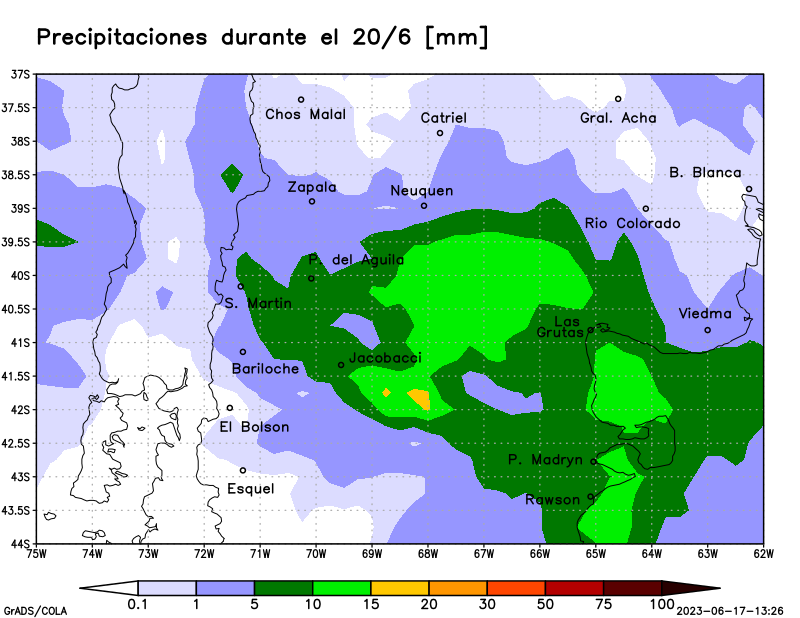 Precipitaciones durante el 20/6 [mm]
37S
37.5S
38S
38.5S
39S
39.5S
40S
40.5S
41S
41.5S
42S
42.5S
43S
43.5S
44S
Chos Malal
Catriel
Gral. Acha
B. Blanca
Zapala
Neuquen
Rio Colorado
P. del Aguila
S. Martin
Viedma
Las
Grutas
Jacobacci
Bariloche
El Bolson
P. Madryn
Esquel
Rawson
75W 74W 73W 72W 71W 70W 69W 68W 67W 66W 65W 64W 63W 62W
0.1 1 5 10 15 20 30 50 75 100
GrADS/COLA
2023-06-17-13:26